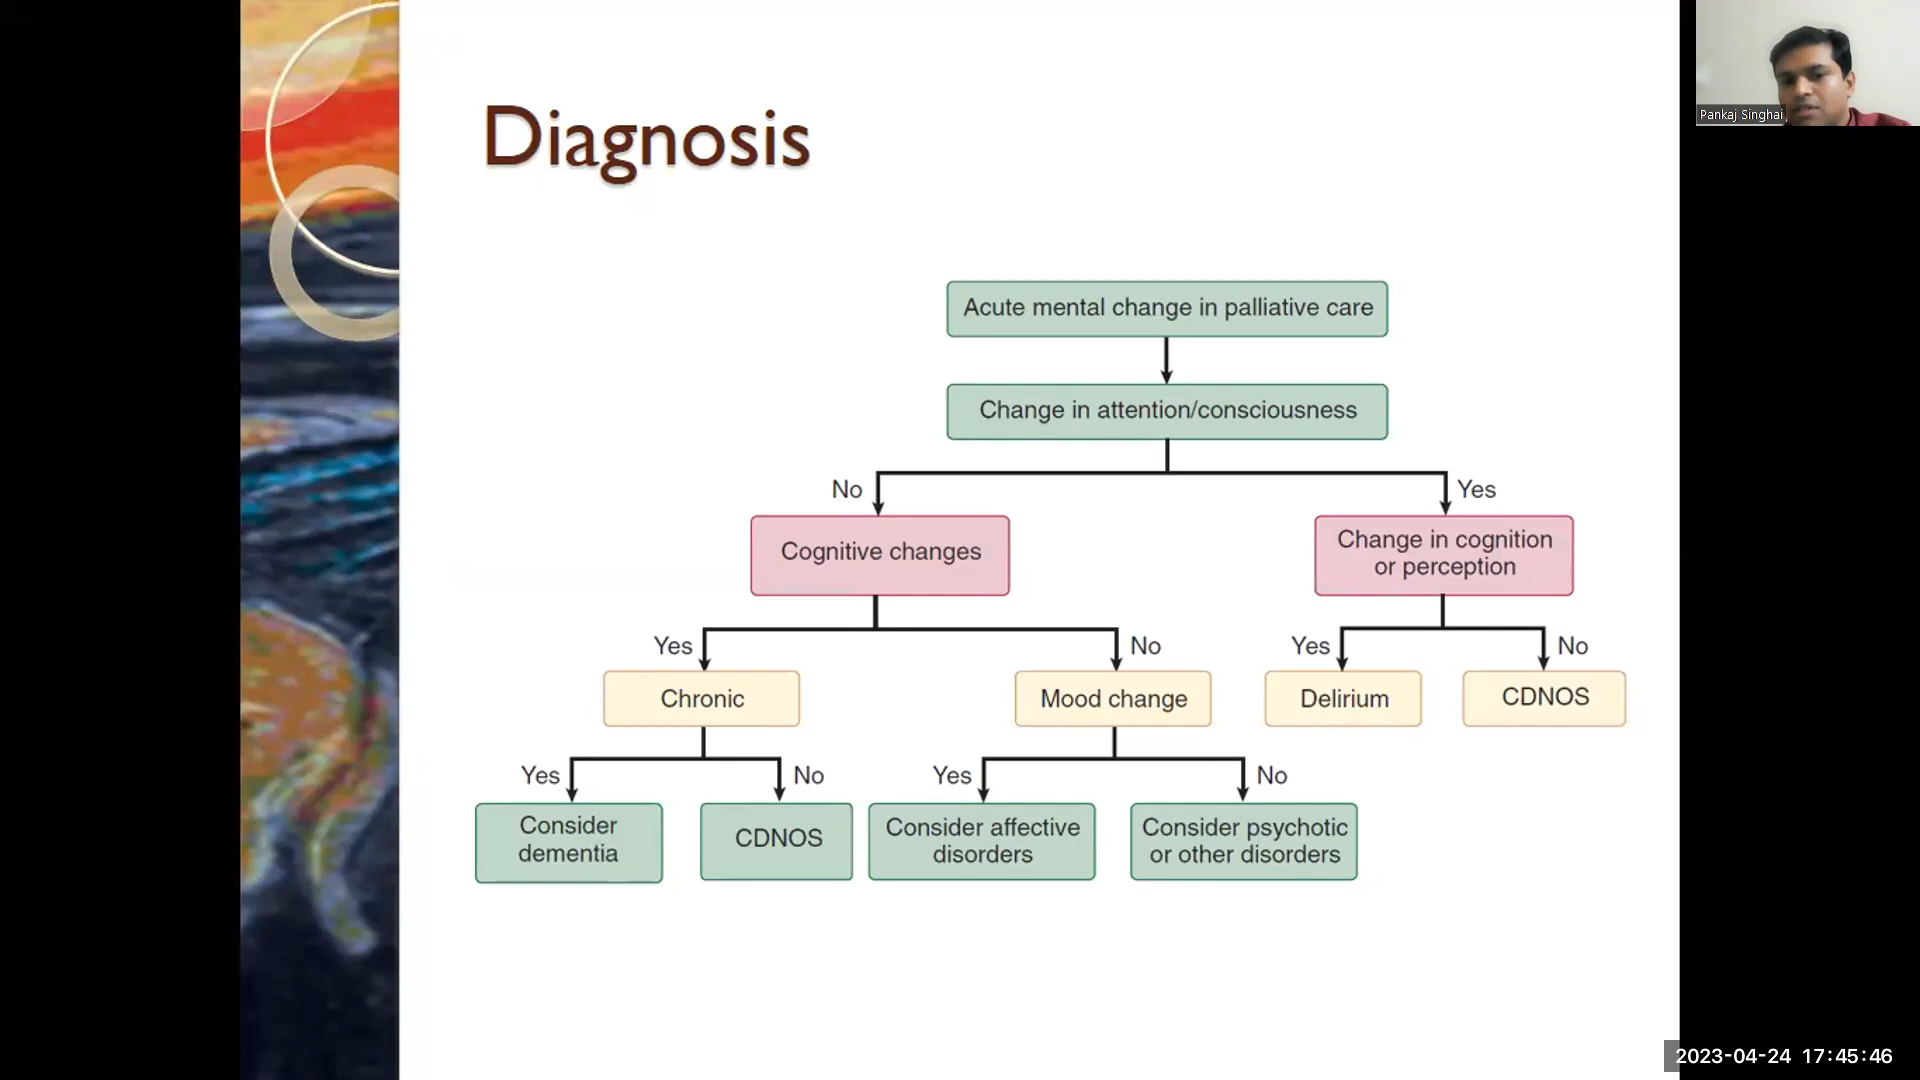 Diagnosis
Pankaj Singhai
Acute mental change in palliative care
Change in attention/consciousness
No
Yes
Cognitive changes
Change in cognition
or perception
Yes
No
Yes
No
Chronic
Mood change
Delirium
CDNOS
Yes
No
Yes
No
Consider
dementia
CDNOS
Consider affective
disorders
Consider psychotic
or other disorders
2023-04-24 17:45:46